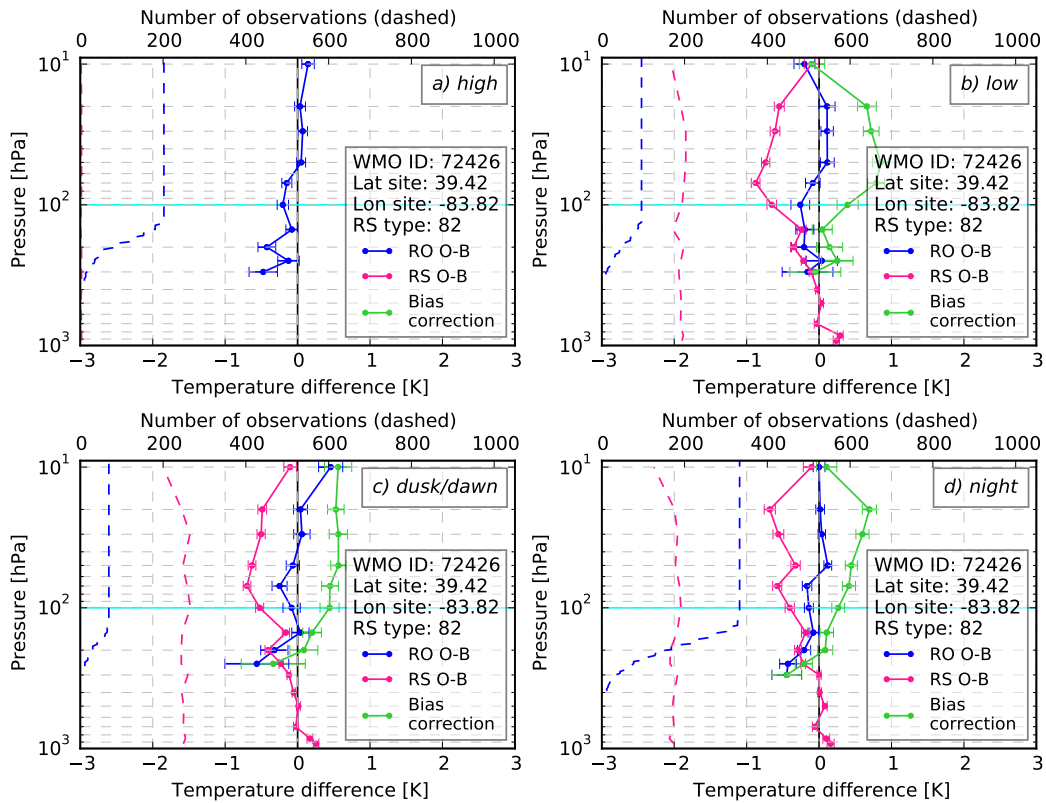 Number of observations (dashed)
0 200 400 600 800 1000
10¹
10²
10³
Pressure [hPa]
a) high
WMO ID: 72426
Lat site: 39.42
Lon site: -83.82
RS type: 82
RO O-B
RS O-B
Bias
correction
−3 −2 −1 0 1 2 3
Temperature difference [K]
Number of observations (dashed)
0 200 400 600 800 1000
10¹
10²
10³
Pressure [hPa]
b) low
WMO ID: 72426
Lat site: 39.42
Lon site: -83.82
RS type: 82
RO O-B
RS O-B
Bias
correction
−3 −2 −1 0 1 2 3
Temperature difference [K]
Number of observations (dashed)
0 200 400 600 800 1000
10¹
10²
10³
Pressure [hPa]
c) dusk/dawn
WMO ID: 72426
Lat site: 39.42
Lon site: -83.82
RS type: 82
RO O-B
RS O-B
Bias
correction
−3 −2 −1 0 1 2 3
Temperature difference [K]
Number of observations (dashed)
0 200 400 600 800 1000
10¹
10²
10³
Pressure [hPa]
d) night
WMO ID: 72426
Lat site: 39.42
Lon site: -83.82
RS type: 82
RO O-B
RS O-B
Bias
correction
−3 −2 −1 0 1 2 3
Temperature difference [K]